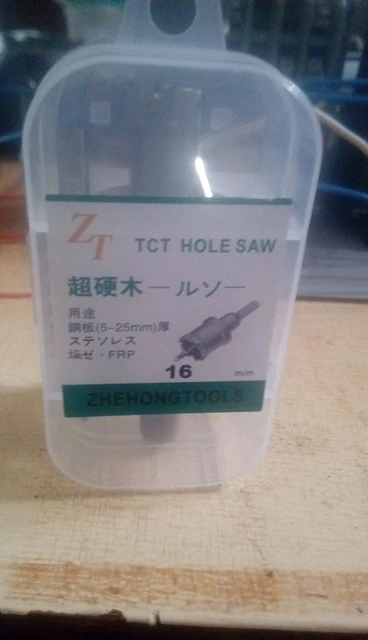 ZT
TCT HOLE SAW
超硬木ールソー
用途
鋼板(5~25mm)厚
ステソレス
塩ゼ・FRP
16 m/m
ZHEHONGTOOLS